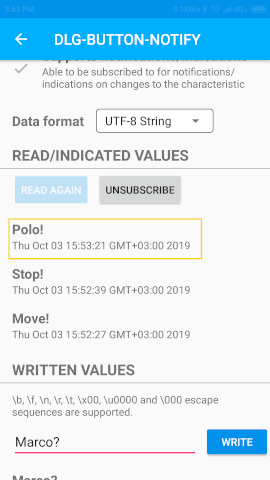 2:53 PM
0.1KB/s
4G
DLG-BUTTON-NOTIFY
Supports notifications/indications
Able to be subscribed to for notifications/
indications on changes to the characteristic
Data format
UTF-8 String
READ/INDICATED VALUES
READ AGAIN
UNSUBSCRIBE
Polo!
Thu Oct 03 15:53:21 GMT+03:00 2019
Stop!
Thu Oct 03 15:52:39 GMT+03:00 2019
Move!
Thu Oct 03 15:52:27 GMT+03:00 2019
WRITTEN VALUES
\b, \f, \n, \r, \t, \x00, \u0000 and \000 escape
sequences are supported.
Marco?
WRITE
Marco?